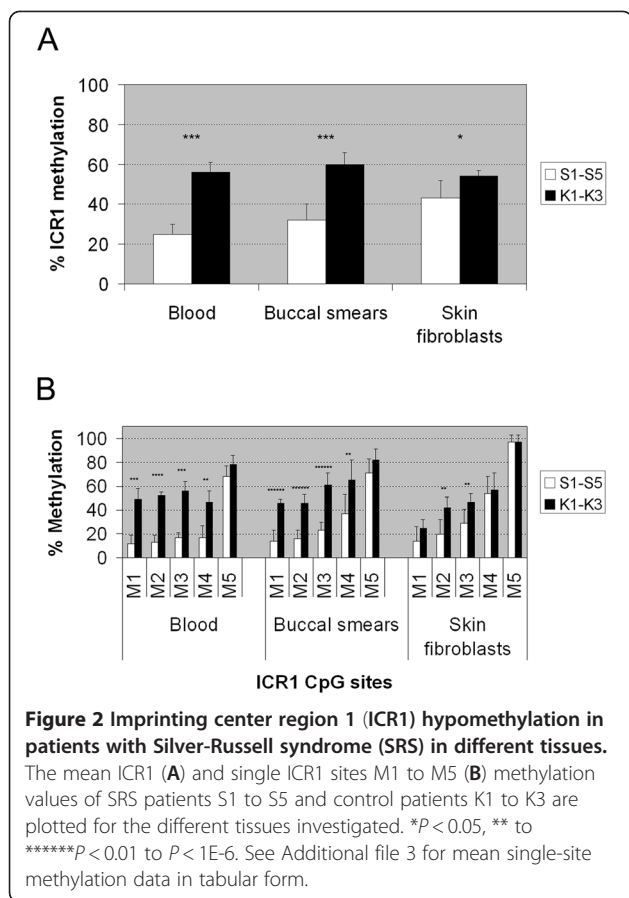 A
100
80
60
40
20
0
% ICR1 methylation
*** *** *
S1-S5
K1-K3
Blood Buccal smears Skin
fibroblasts
B
100
80
60
40
20
0
% Methylation
*** **** *** ** ****** ****** ****** ** ** **
S1-S5
K1-K3
M1 M2 M3 M4 M5 M1 M2 M3 M4 M5 M1 M2 M3 M4 M5
Blood Buccal smears Skin
fibroblasts
ICR1 CpG sites
Figure 2 Imprinting center region 1 (ICR1) hypomethylation in
patients with Silver-Russell syndrome (SRS) in different tissues.
The mean ICR1 (A) and single ICR1 sites M1 to M5 (B) methylation
values of SRS patients S1 to S5 and control patients K1 to K3 are
plotted for the different tissues investigated. *P < 0.05, ** to
******P < 0.01 to P < 1E-6. See Additional file 3 for mean single-site
methylation data in tabular form.